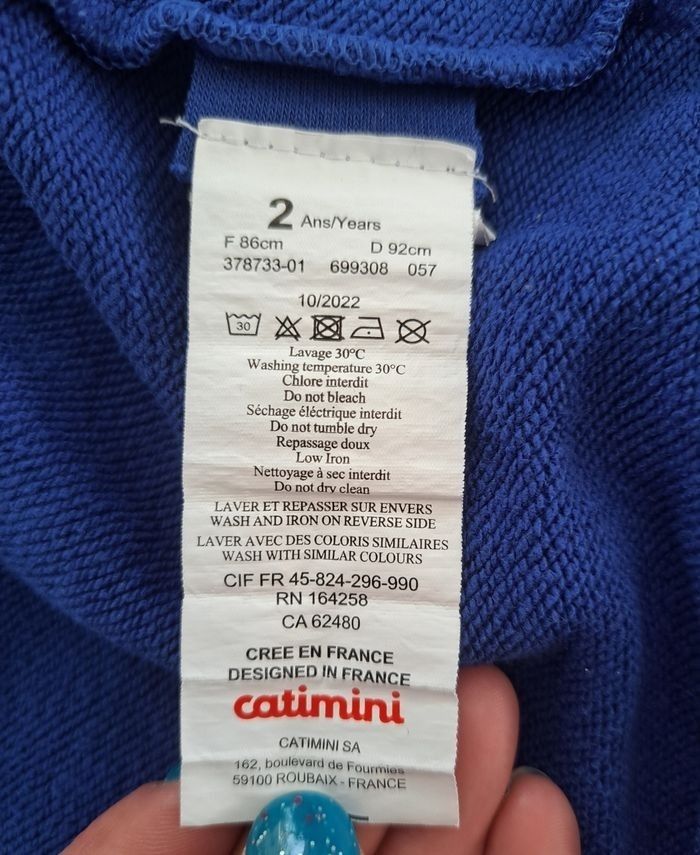 2 Ans/Years
F 86cm D 92cm
378733-01 699308 057
10/2022
30
Lavage 30°C
Washing temperature 30°C
Chlore interdit
Do not bleach
Séchage éléctrique interdit
Do not tumble dry
Repassage doux
Low Iron
Nettoyage à sec interdit
Do not dry clean
LAVER ET REPASSER SUR ENVERS
WASH AND IRON ON REVERSE SIDE
LAVER AVEC DES COLORIS SIMILAIRES
WASH WITH SIMILAR COLOURS
CIF FR 45-824-296-990
RN 164258
CA 62480
CREE EN FRANCE
DESIGNED IN FRANCE
catimini
CATIMINI SA
162, boulevard de Fourmies
59100 ROUBAIX - FRANCE